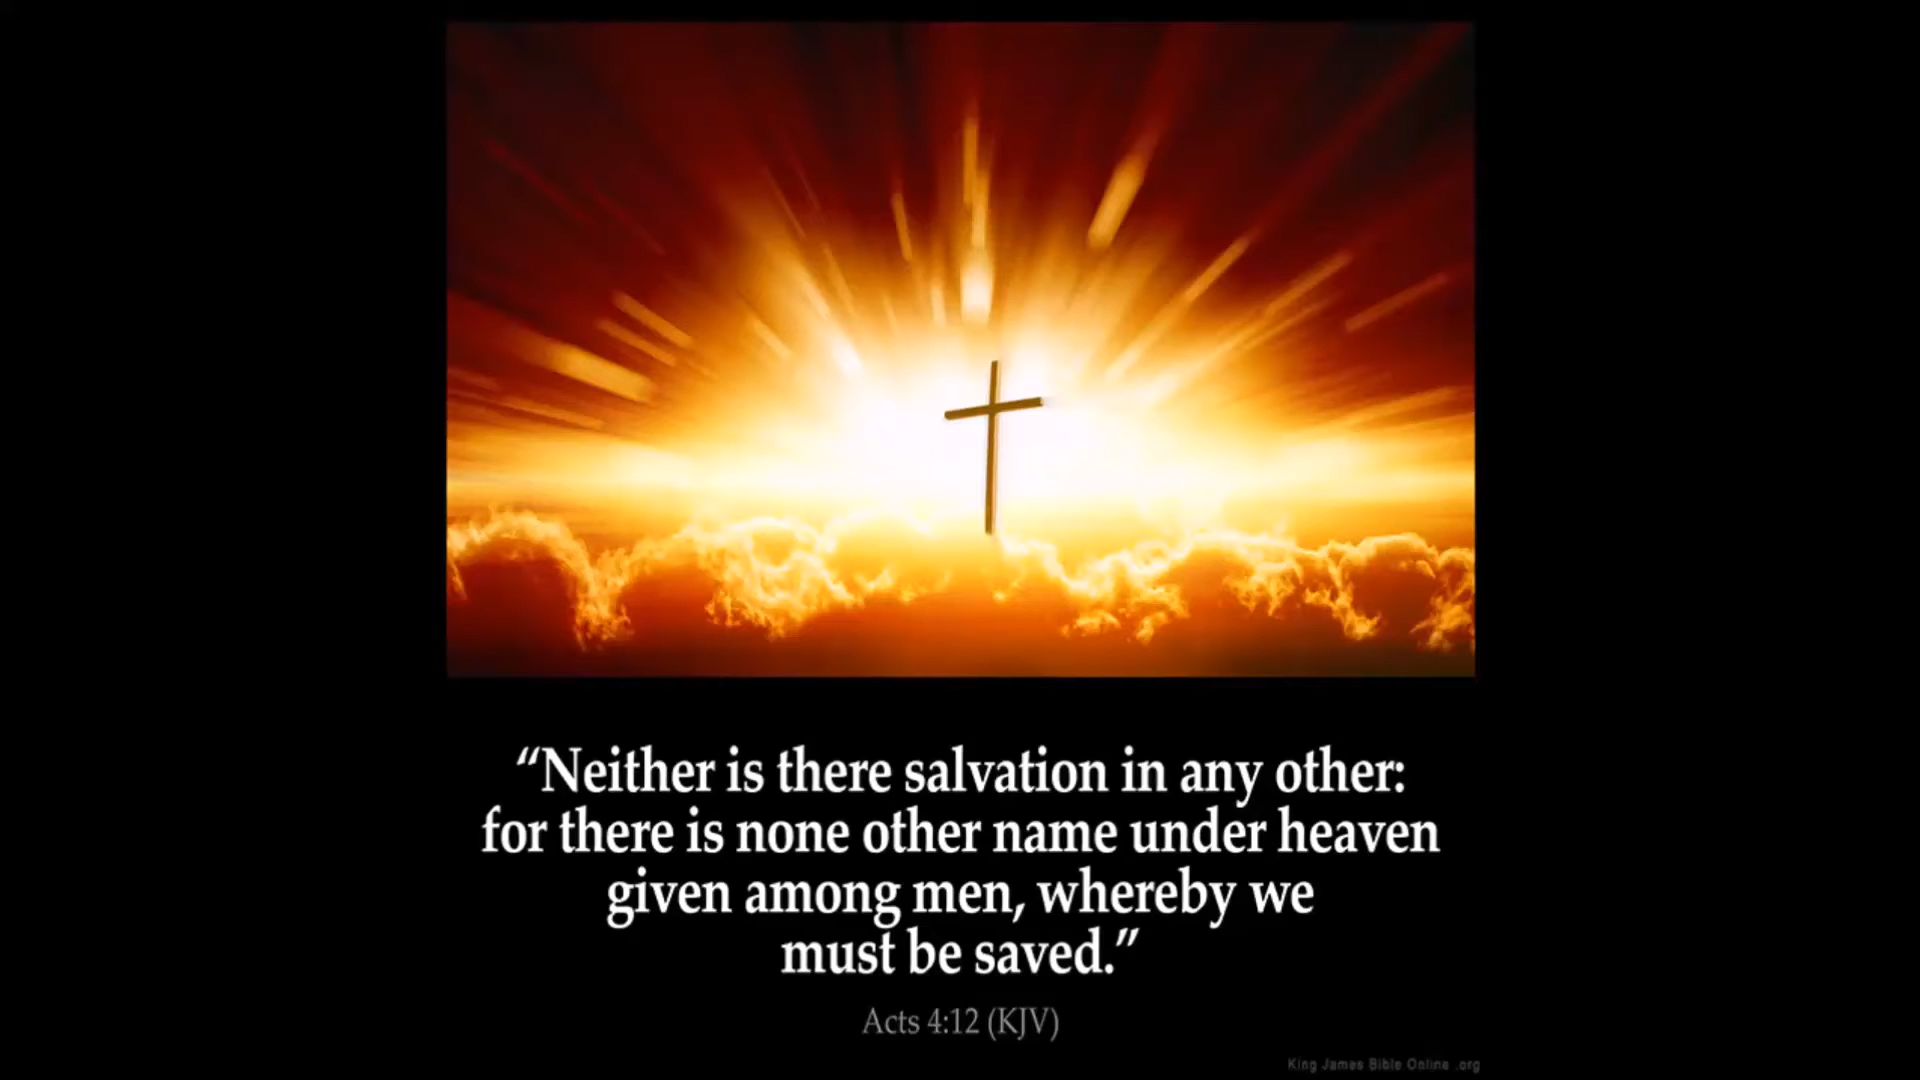 “Neither is there salvation in any other:
for there is none other name under heaven
given among men, whereby we
must be saved.”
Acts 4:12 (KJV)
King James Bible Online .org